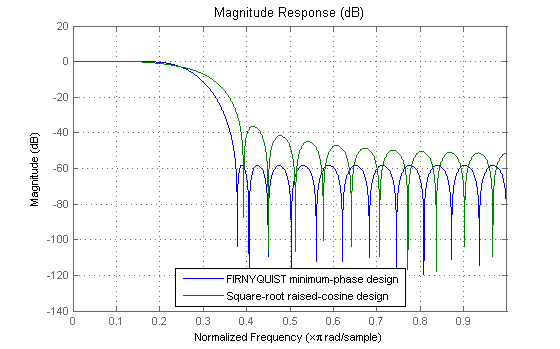 Magnitude Response (dB)
20
0
-20
-40
-60
-80
-100
-120
-140
Magnitude (dB)
FIRNYQUIST minimum-phase design
Square-root raised-cosine design
0 0.1 0.2 0.3 0.4 0.5 0.6 0.7 0.8 0.9
Normalized Frequency (×π rad/sample)